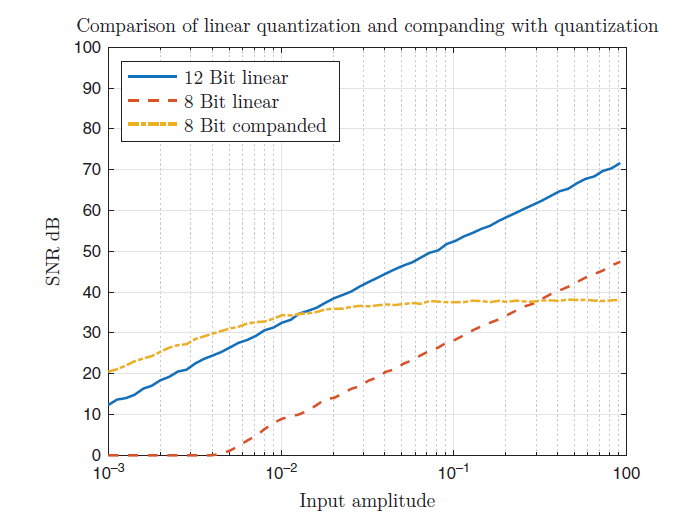 Comparison of linear quantization and companding with quantization
100
90
80
70
60
50
40
30
20
10
0
SNR dB
12 Bit linear
8 Bit linear
8 Bit companded
10⁻³
10⁻²
10⁻¹
100
Input amplitude